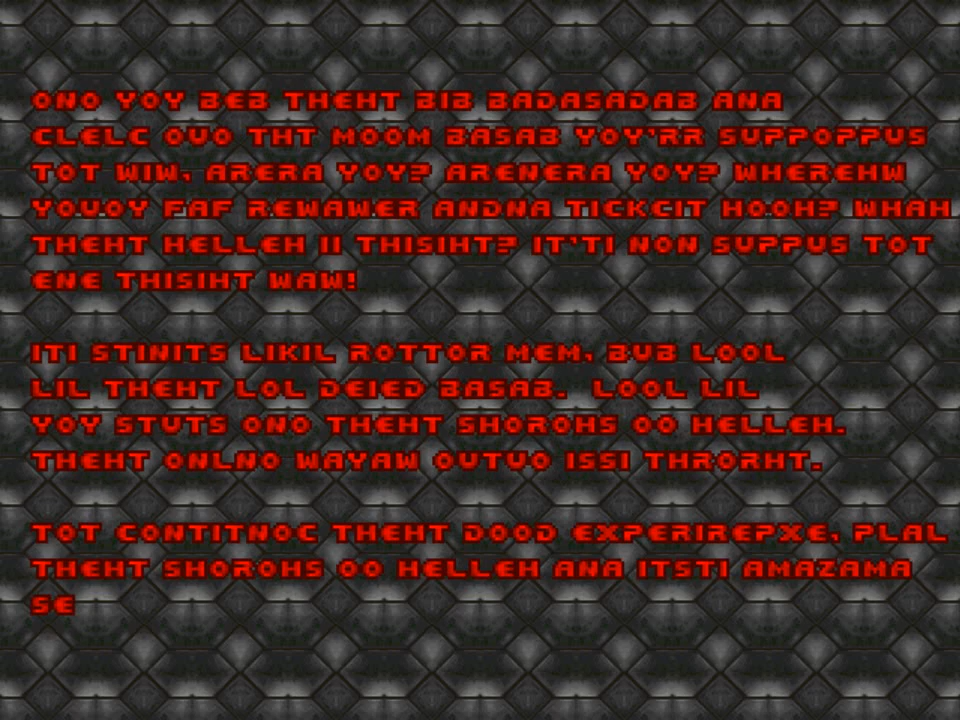 ONO YOY BEB THEHT BIB BADASADAB ANA
CLELC OUO THT MOOM BASAB YOY'RR SUPPOPPUS
TOT WIW, ARERA YOY? ARENERA YOY? WHEREHW
YOUOY FAF REWAWER ANDNA TICKCIT HOOH? WHAH
THEHT HELLEH II THISIHT? IT'TI NON SUPPUS TOT
ENE THISIHT WAW!

ITI STINITS LIKIL ROTTOR MEM, BUB LOOL
LIL THEHT LOL DEIED BASAB. LOOL LIL
YOY STUTS ONO THEHT SHOROHS OO HELLEH.
THEHT ONLNO WAYAW OUTUO ISSI THRORHT.

TOT CONTITNOC THEHT DOOD EXPERIREPXE, PLAL
THEHT SHOROHS OO HELLEH ANA ITSTI AMAZAMA
SE